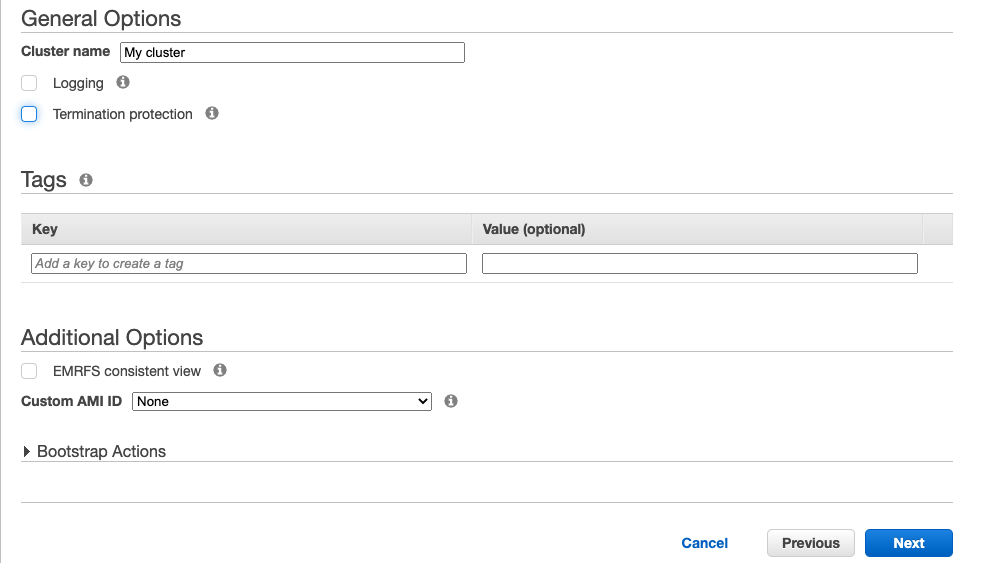 General Options
Cluster name My cluster
Logging
Termination protection
Tags
Key Value (optional)
Add a key to create a tag
Additional Options
EMRFS consistent view
Custom AMI ID None
Bootstrap Actions
Cancel Previous Next